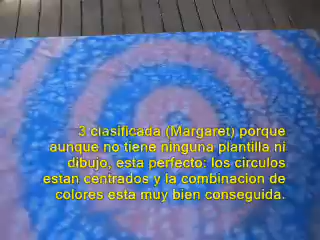 3 clasificada (Margaret) porque
aunque no tiene ninguna plantilla ni
dibujo, esta perfecto: los circulos
estan centrados y la combinacion de
colores esta muy bien conseguida.